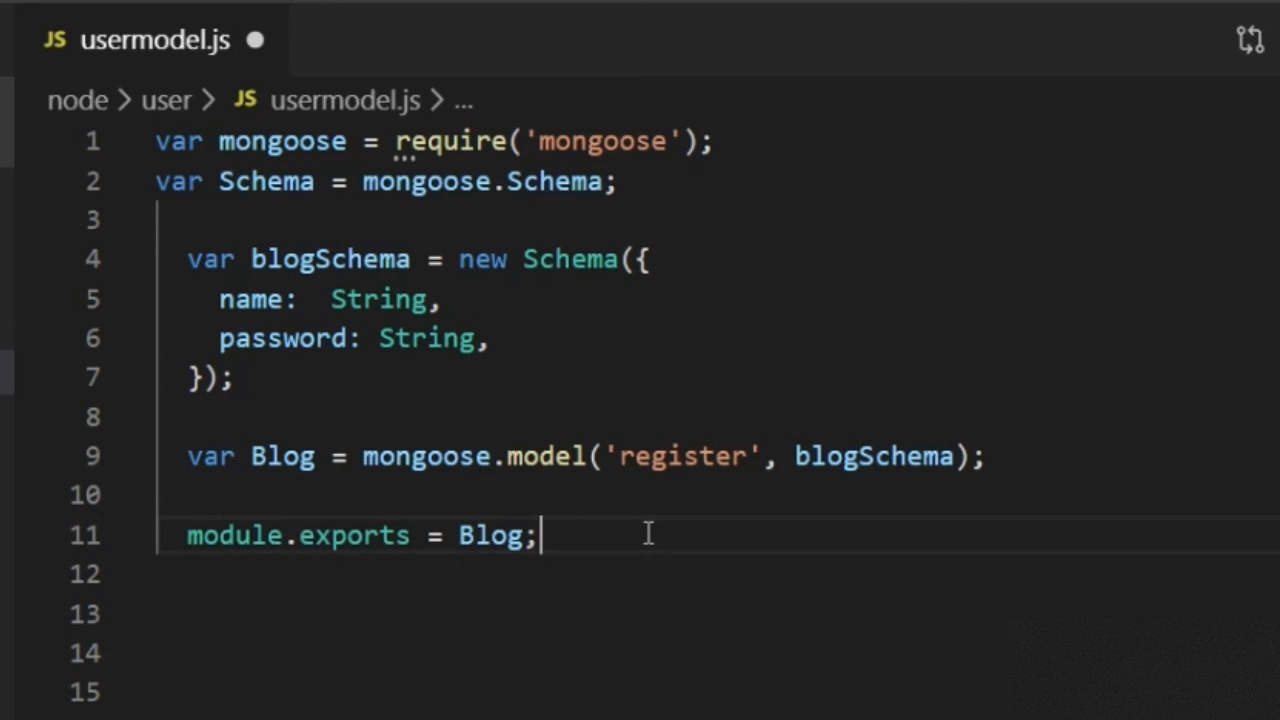 JS usermodel.js
node > user > JS usermodel.js > ...
1 var mongoose = require('mongoose');
2 var Schema = mongoose.Schema;
3
4 var blogSchema = new Schema({
5 name:  String,
6 password: String,
7 });
8
9 var Blog = mongoose.model('register', blogSchema);
10
11 module.exports = Blog;
12
13
14
15